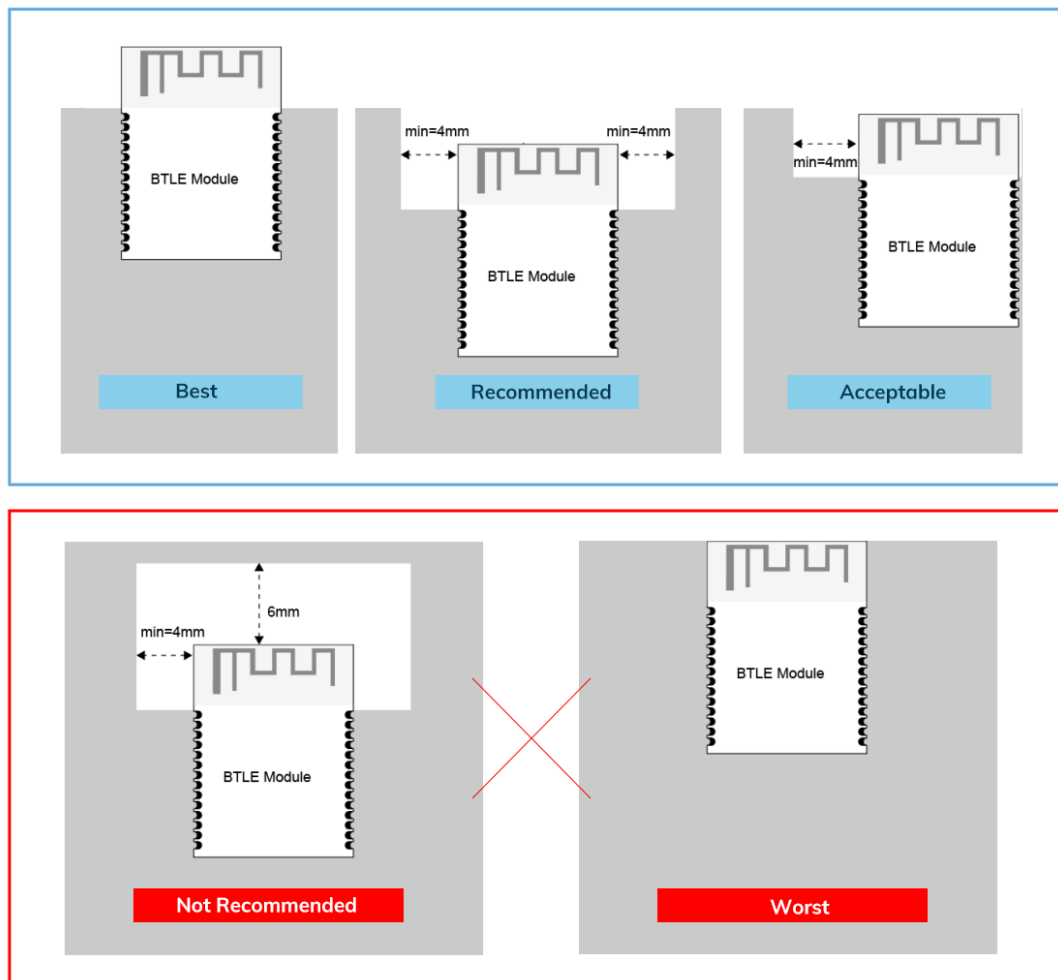 min=4mm
min=4mm
min=4mm
BTLE Module
BTLE Module
BTLE Module
Best
Recommended
Acceptable
6mm
min=4mm
BTLE Module
BTLE Module
Not Recommended
Worst